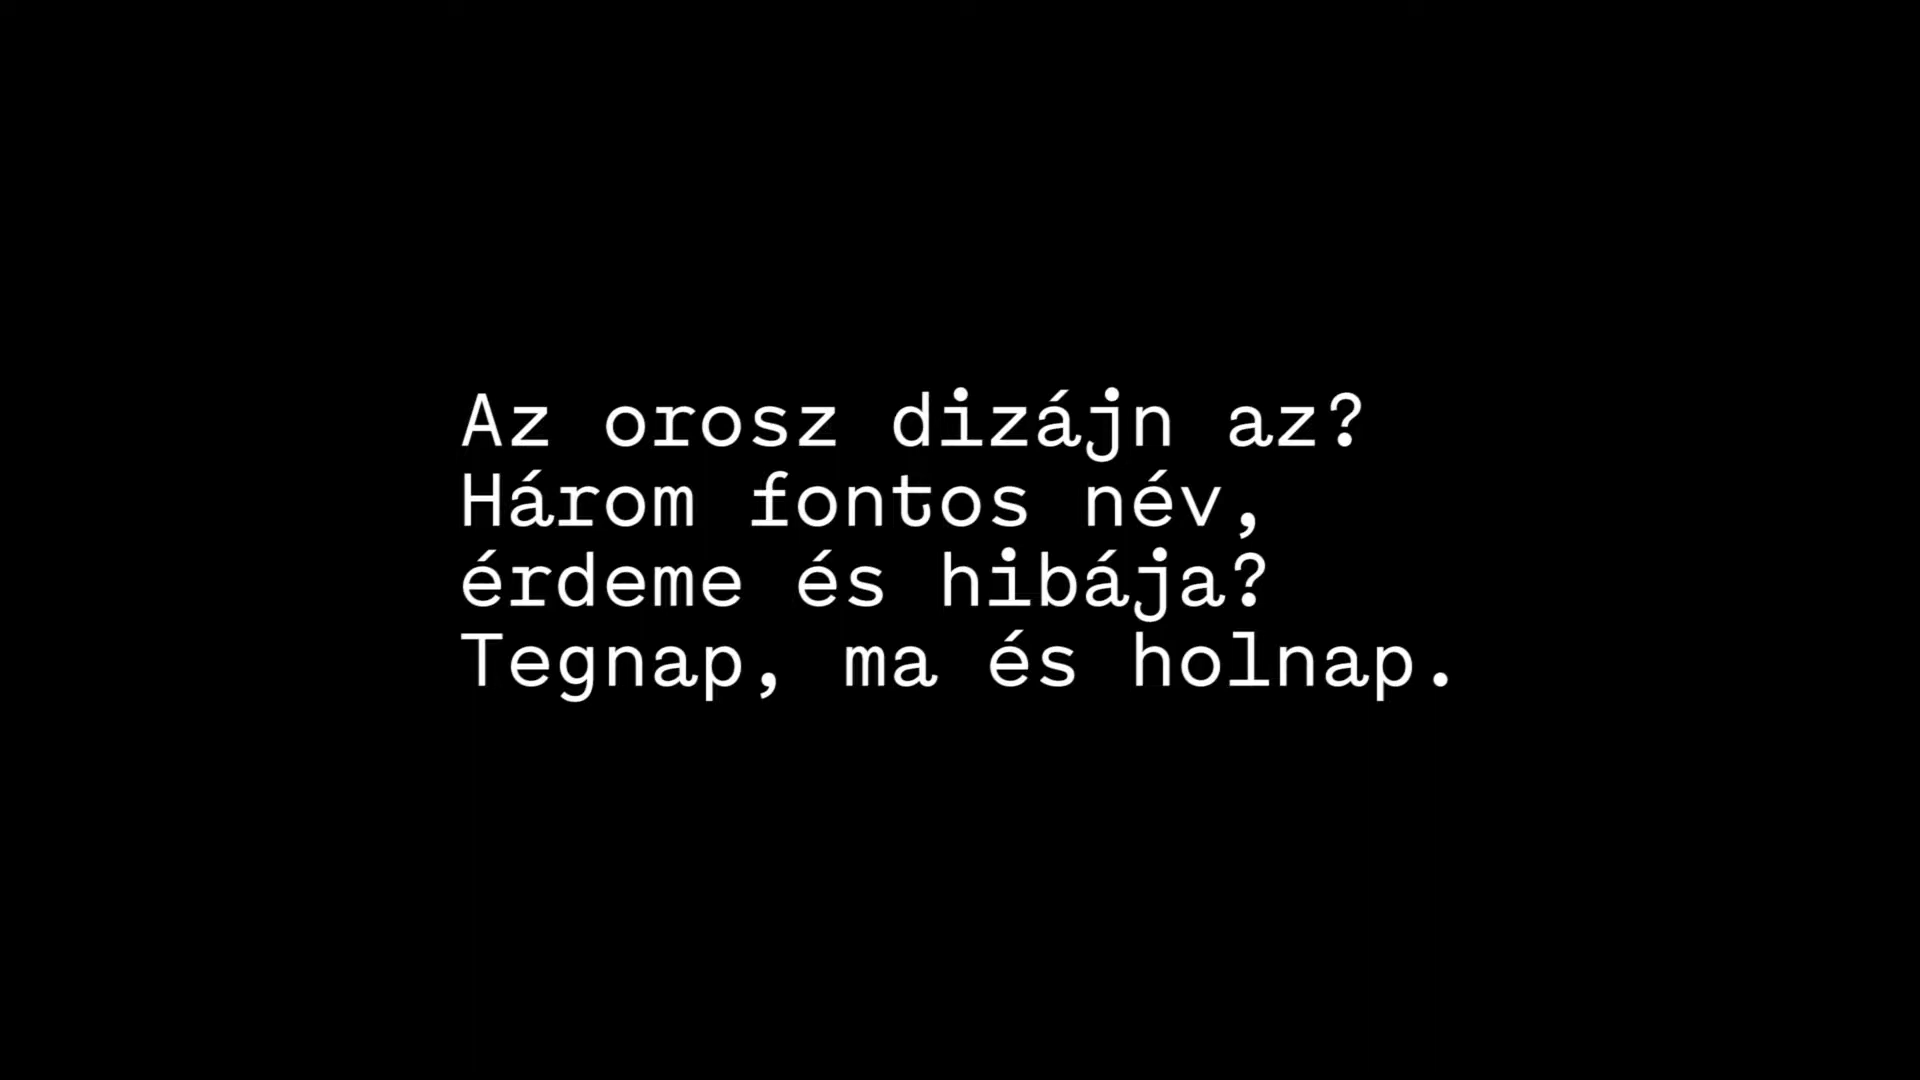 Az orosz dizájn az?
Három fontos név,
érdeme és hibája?
Tegnap, ma és holnap.